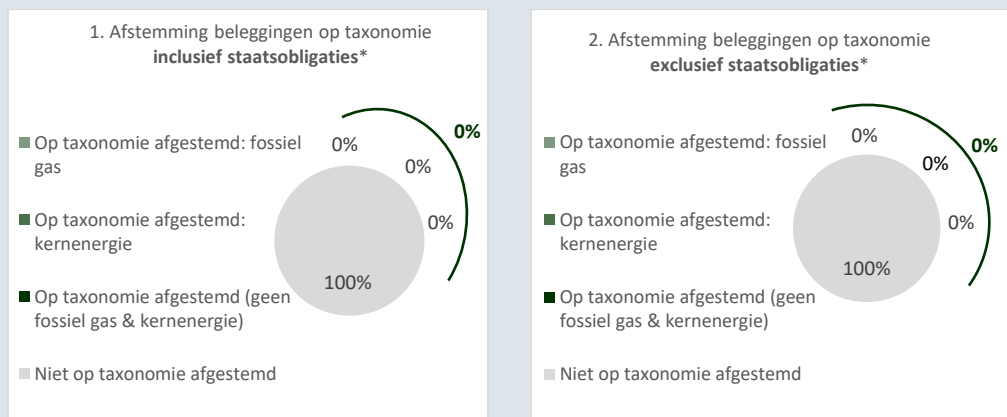 1. Afstemming beleggingen op taxonomie
inclusief staatsobligaties*
Op taxonomie afgestemd: fossiel
gas
Op taxonomie afgestemd:
kernenergie
Op taxonomie afgestemd (geen
fossiel gas & kernenergie)
Niet op taxonomie afgestemd
0%
0%
0%
0%
100%
2. Afstemming beleggingen op taxonomie
exclusief staatsobligaties*
Op taxonomie afgestemd: fossiel
gas
Op taxonomie afgestemd:
kernenergie
Op taxonomie afgestemd (geen
fossiel gas & kernenergie)
Niet op taxonomie afgestemd
0%
0%
0%
0%
100%